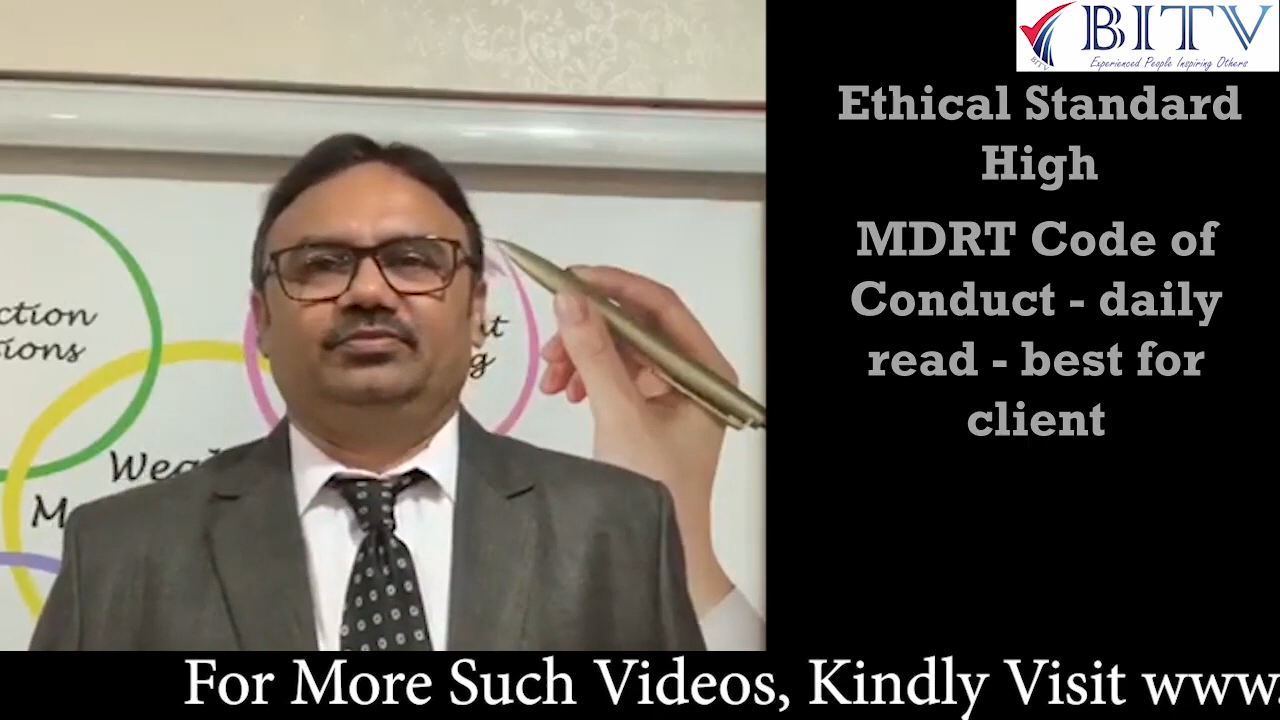 BITV
Experienced People Inspiring Others
BITV
Ethical Standard
High
MDRT Code of
Conduct - daily
read - best for
client
For More Such Videos, Kindly Visit www.